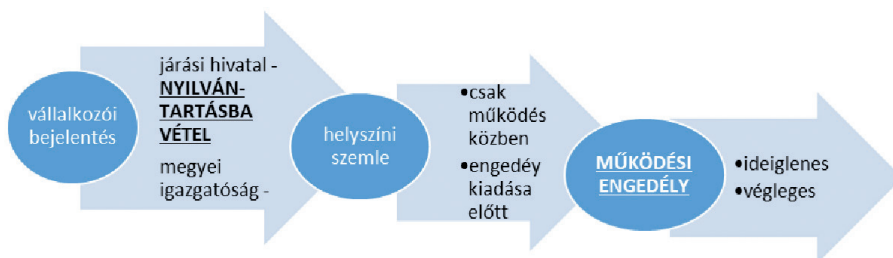 vállalkozói
bejelentés
járási hivatal -
NYILVÁN-
TARTÁSBA
VÉTEL
megyei
igazgatóság -
helyszíni
szemle
•csak
működés
közben
•engedéy
kiadása
előtt
MŰKÖDÉSI
ENGEDÉLY
•ideiglenes
•végleges